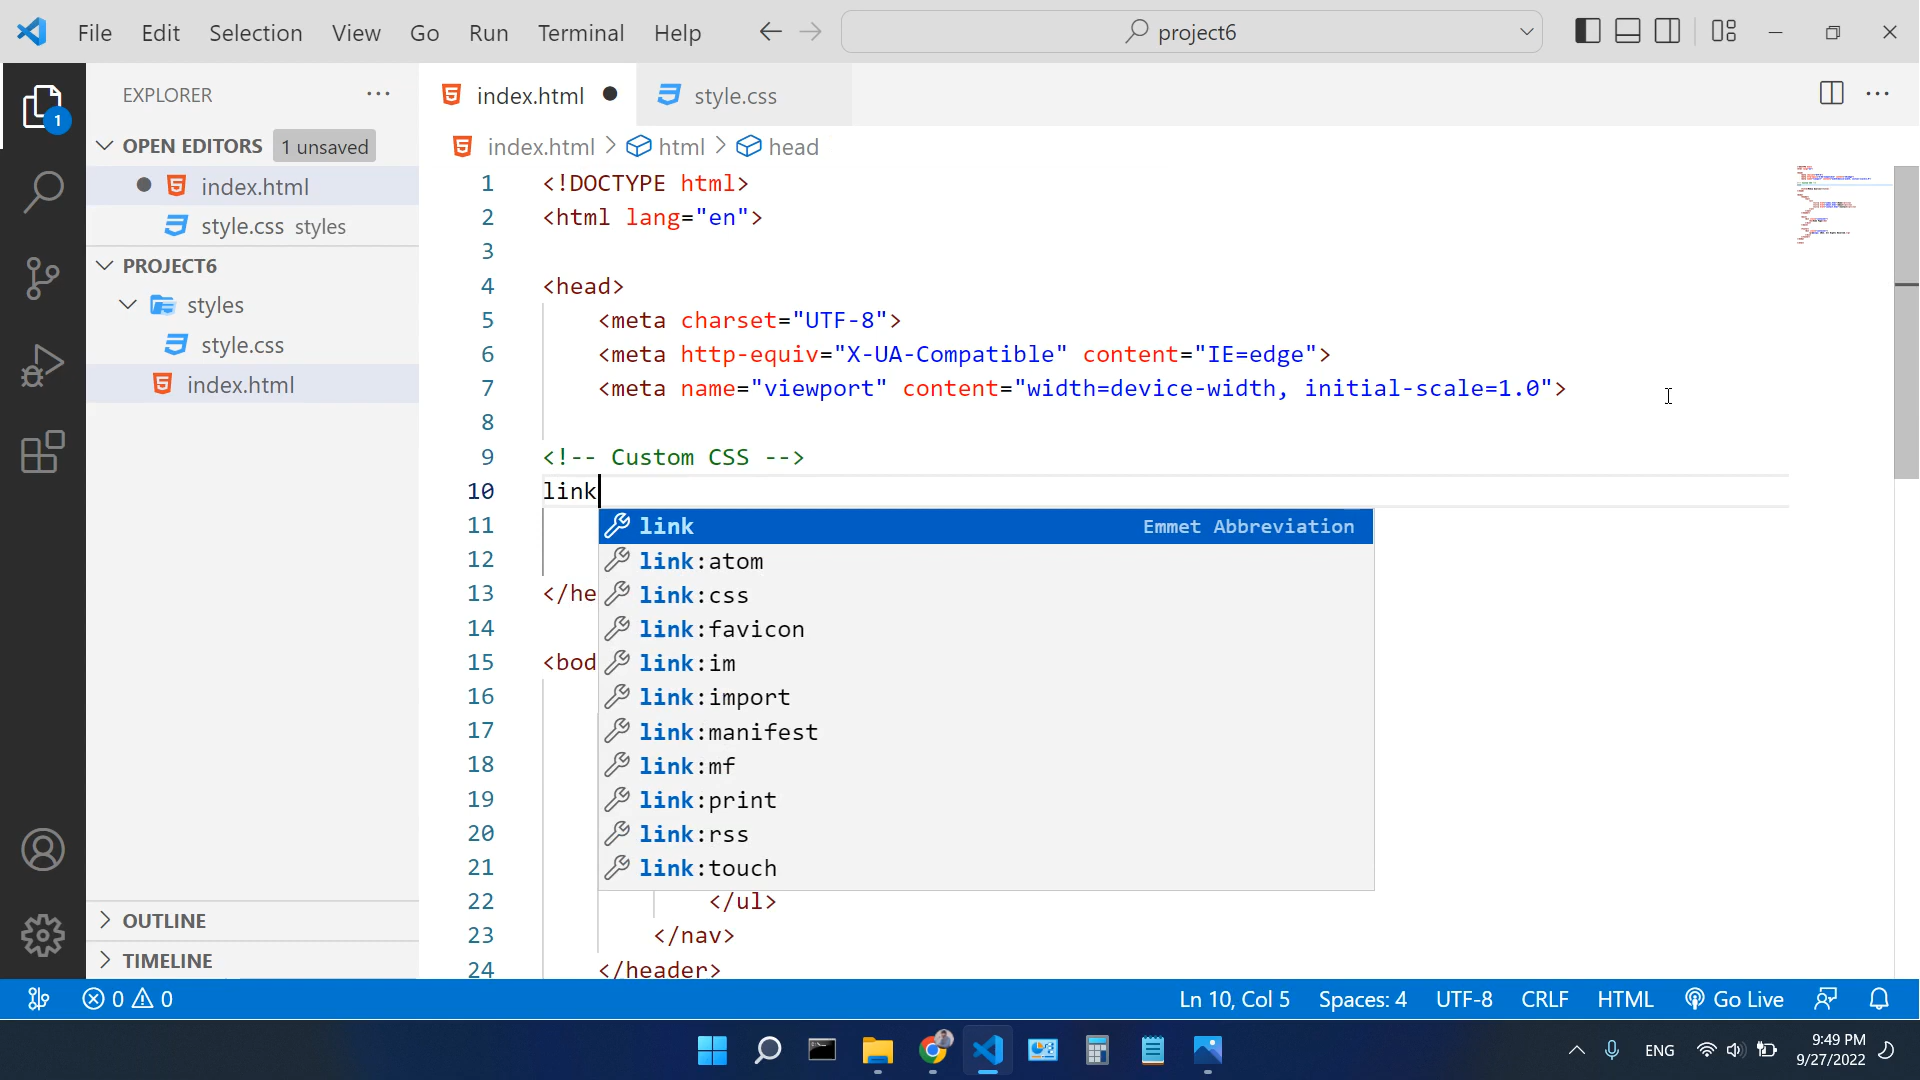 File Edit Selection View Go Run Terminal Help project6
EXPLORER
1
OPEN EDITORS 1 unsaved
index.html
style.css styles
PROJECT6
styles
style.css
index.html
OUTLINE
TIMELINE
index.html style.css
index.html > html > head
1 <!DOCTYPE html>
2 <html lang="en">
3
4 <head>
5 <meta charset="UTF-8">
6 <meta http-equiv="X-UA-Compatible" content="IE=edge">
7 <meta name="viewport" content="width=device-width, initial-scale=1.0">
8
9 <!-- Custom CSS -->
10 link
11 link Emmet Abbreviation
12 link:atom
13 </he link:css
14 link:favicon
15 <bod link:im
16 link:import
17 link:manifest
18 link:mf
19 link:print
20 link:rss
21 link:touch
22 </ul>
23 </nav>
24 </header>
0 0 Ln 10, Col 5 Spaces: 4 UTF-8 CRLF HTML Go Live
ENG 9:49 PM
9/27/2022